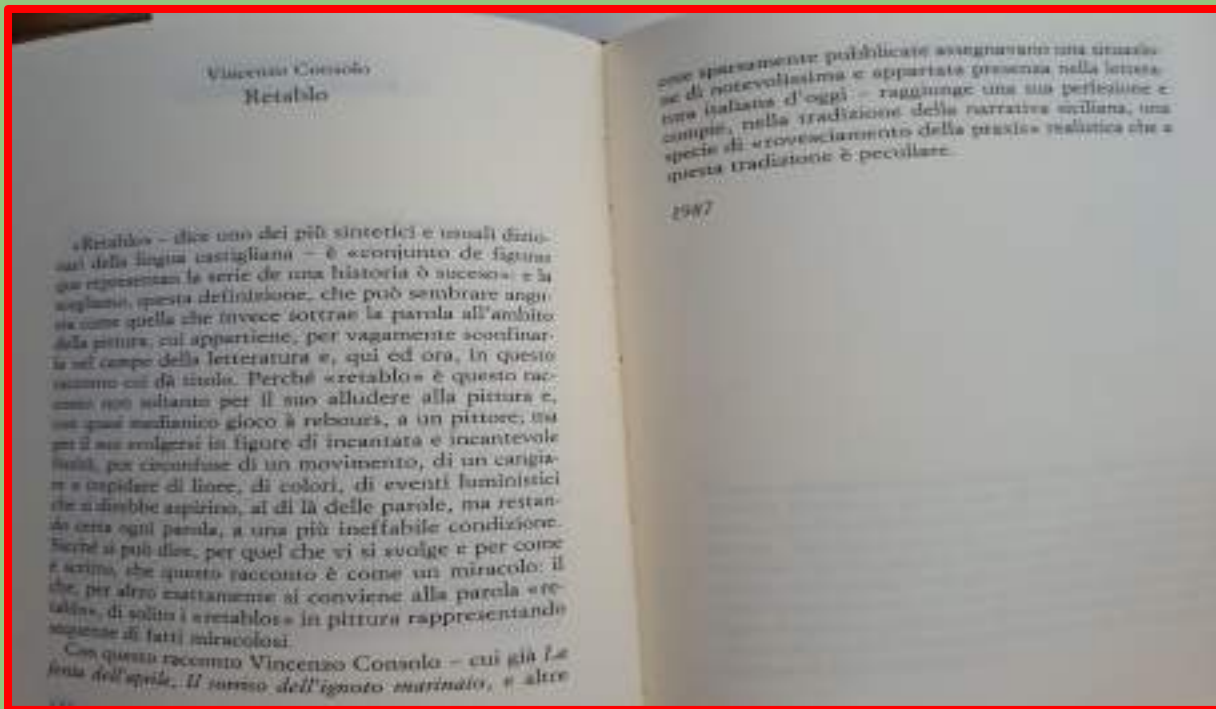 Vincenzo Consolo
Retablo
«Retablo» – dice uno dei più sintetici e usuali dizio-
nari della lingua castigliana – è «conjunto de figuras
que representan la serie de una historia ò suceso»: e la
scegliamo, questa definizione, che può sembrare angu-
sta come quella che invece sottrae la parola all'ambito
della pittura, cui appartiene, per vagamente sconfinar-
la nel campo della letteratura e, qui ed ora, in questo
racconto cui dà titolo. Perché «retablo» è questo rac-
conto non soltanto per il suo alludere alla pittura e,
con quasi medianico gioco à rebours, a un pittore; ma
per il suo svolgersi in figure di incantata e incantevole
fissità, pur circonfuse di un movimento, di un cangia-
re e trepidare di linee, di colori, di eventi luministici
che si direbbe aspirino, al di là delle parole, ma restan-
do certa ogni parola, a una più ineffabile condizione.
Sicché si può dire, per quel che vi si svolge e per come
è scritto, che questo racconto è come un miracolo: il
che, per altro esattamente si conviene alla parola «re-
tablo», di solito i «retablos» in pittura rappresentando
sequenze di fatti miracolosi.
Con questo racconto Vincenzo Consolo – cui già La
ferita dell'aprile, Il sorriso dell'ignoto marinaio, e altre
cose sparsamente pubblicate assegnavano una situazio-
ne di notevolissima e appartata presenza nella lettera-
tura italiana d'oggi – raggiunge una sua perfezione e
compie, nella tradizione della narrativa siciliana, una
specie di «rovesciamento della praxis» realistica che a
questa tradizione è peculiare.
1987